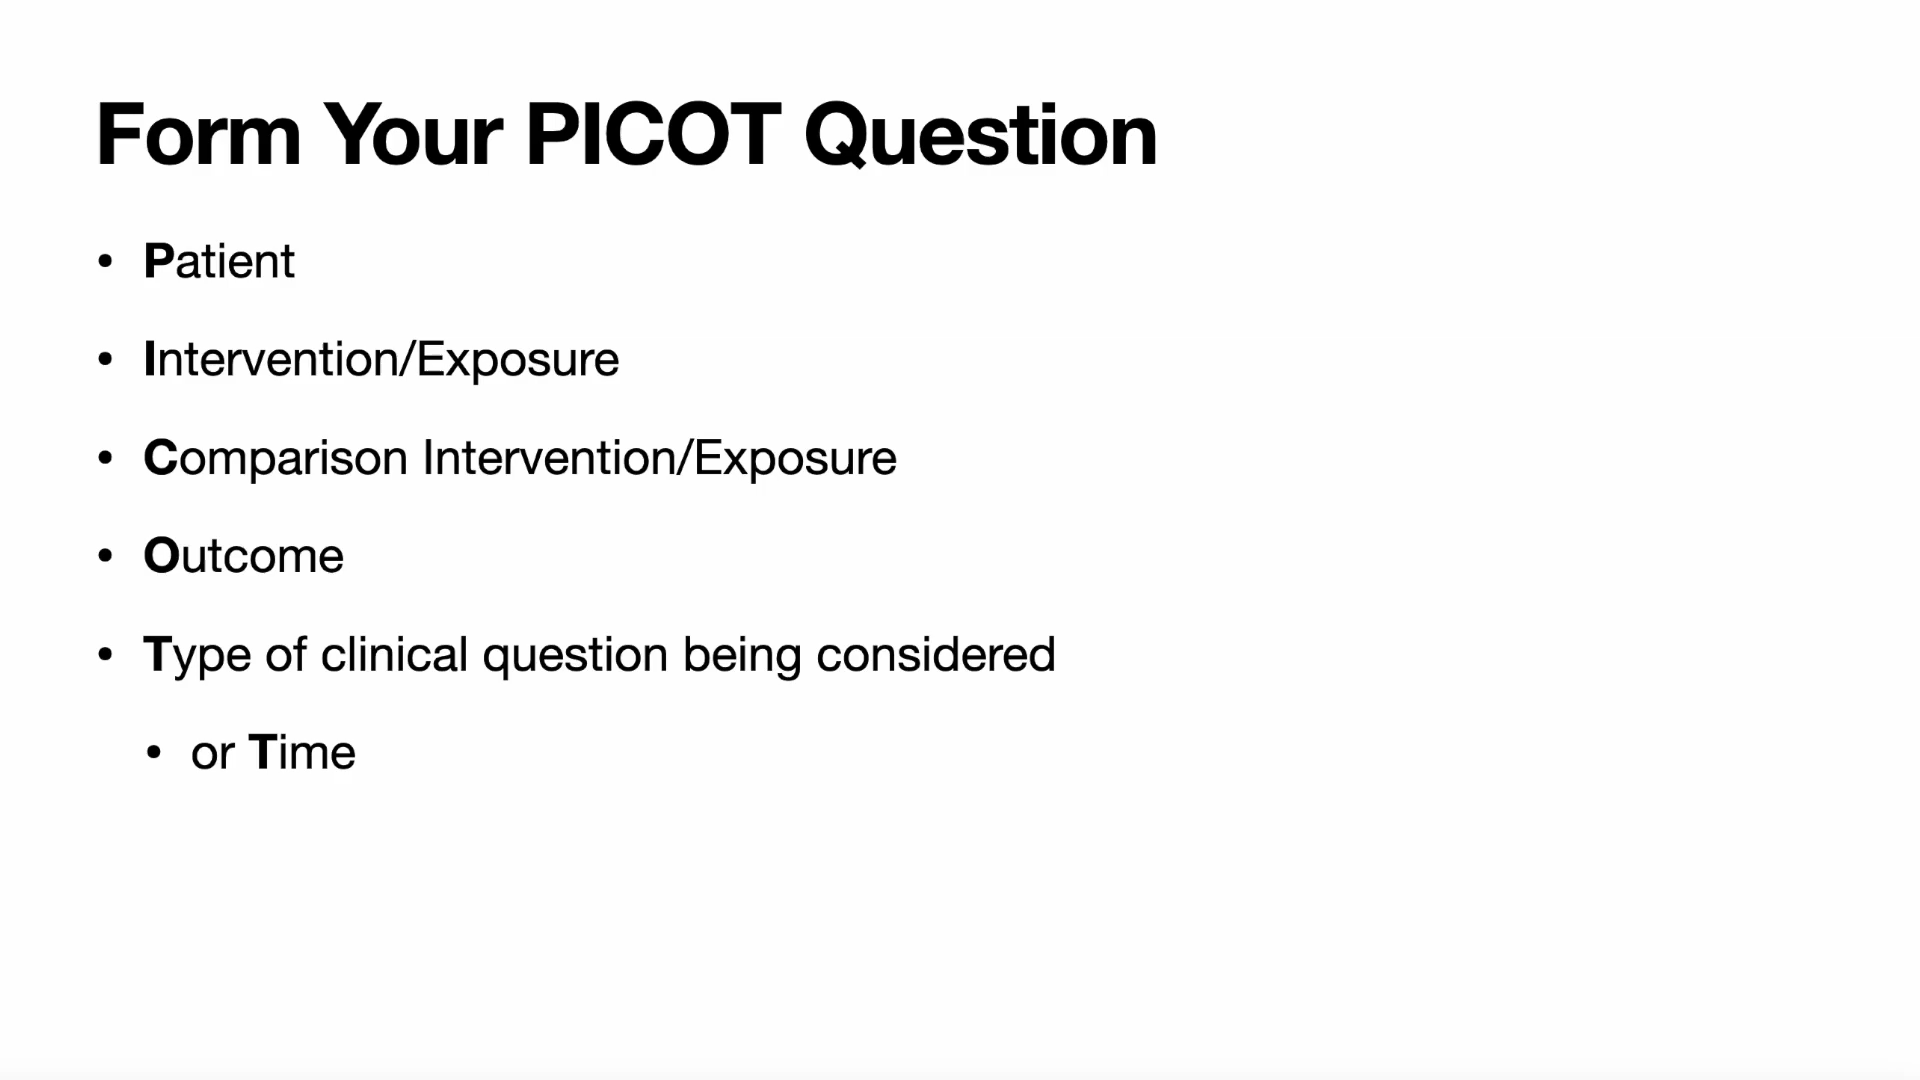 Form Your PICOT Question
• Patient
• Intervention/Exposure
• Comparison Intervention/Exposure
• Outcome
• Type of clinical question being considered
• or Time